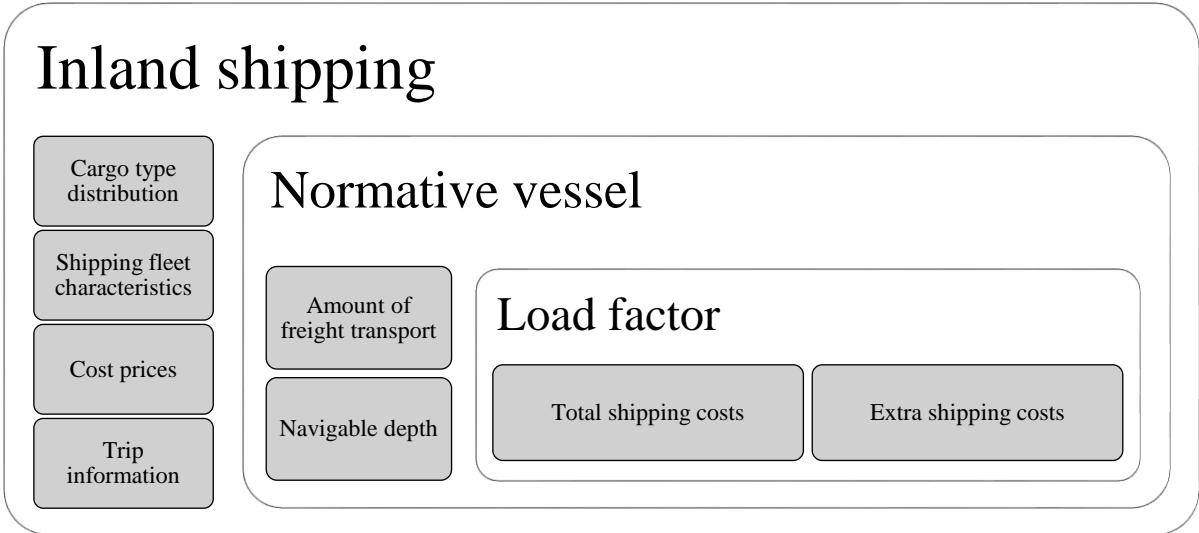 Inland shipping
Cargo type
distribution
Shipping fleet
characteristics
Cost prices
Trip
information
Normative vessel
Amount of
freight transport
Navigable depth
Load factor
Total shipping costs
Extra shipping costs